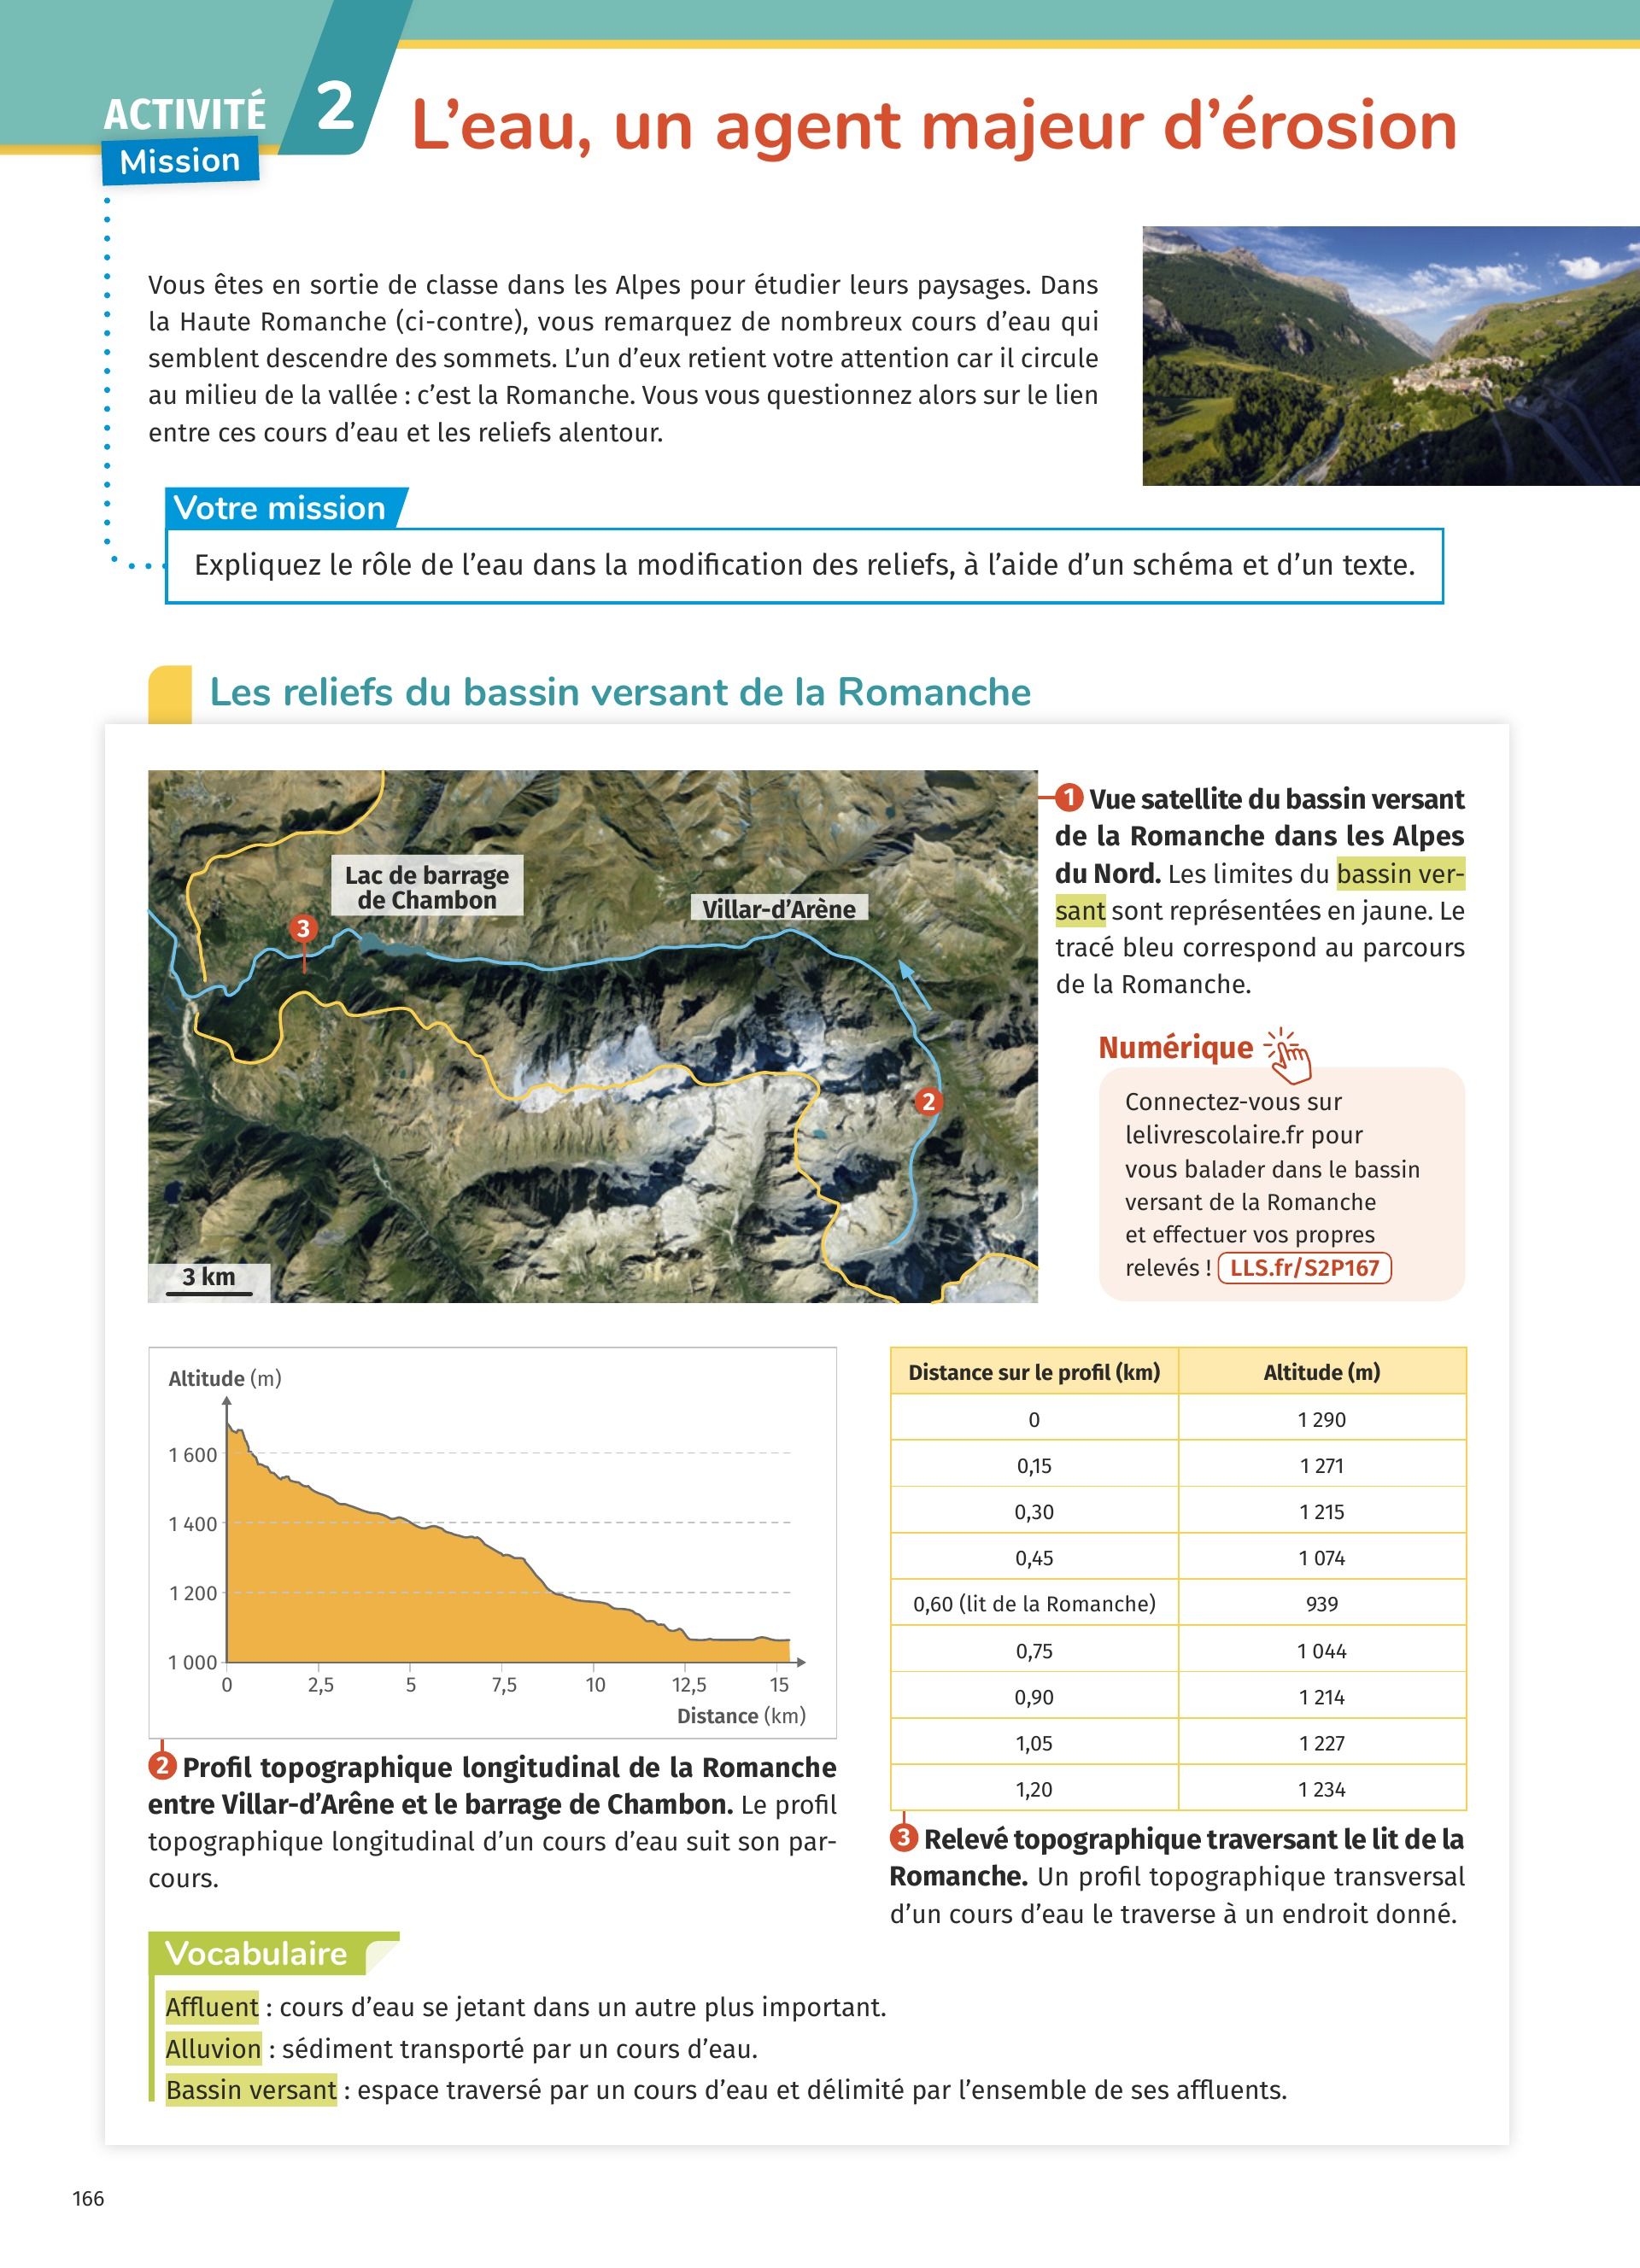 ACTIVITÉ 2
Mission
L'eau, un agent majeur d'érosion
Vous êtes en sortie de classe dans les Alpes pour étudier leurs paysages. Dans
la Haute Romanche (ci-contre), vous remarquez de nombreux cours d'eau qui
semblent descendre des sommets. L'un d'eux retient votre attention car il circule
au milieu de la vallée : c'est la Romanche. Vous vous questionnez alors sur le lien
entre ces cours d'eau et les reliefs alentour.
Votre mission
Expliquez le rôle de l'eau dans la modification des reliefs, à l'aide d'un schéma et d'un texte.
Les reliefs du bassin versant de la Romanche
Lac de barrage
de Chambon
Villar-d'Arène
3
2
3 km
1 Vue satellite du bassin versant
de la Romanche dans les Alpes
du Nord. Les limites du bassin ver-
sant sont représentées en jaune. Le
tracé bleu correspond au parcours
de la Romanche.
Numérique
Connectez-vous sur
lelivrescolaire.fr pour
vous balader dans le bassin
versant de la Romanche
et effectuer vos propres
relevés ! LLS.fr/S2P167
Altitude (m)
1 600
1 400
1 200
1 000
0 2,5 5 7,5 10 12,5 15
Distance (km)
2 Profil topographique longitudinal de la Romanche
entre Villar-d'Arêne et le barrage de Chambon. Le profil
topographique longitudinal d'un cours d'eau suit son par-
cours.
Distance sur le profil (km) Altitude (m)
0 1 290
0,15 1 271
0,30 1 215
0,45 1 074
0,60 (lit de la Romanche) 939
0,75 1 044
0,90 1 214
1,05 1 227
1,20 1 234
3 Relevé topographique traversant le lit de la
Romanche. Un profil topographique transversal
d'un cours d'eau le traverse à un endroit donné.
Vocabulaire
Affluent : cours d'eau se jetant dans un autre plus important.
Alluvion : sédiment transporté par un cours d'eau.
Bassin versant : espace traversé par un cours d'eau et délimité par l'ensemble de ses affluents.
166